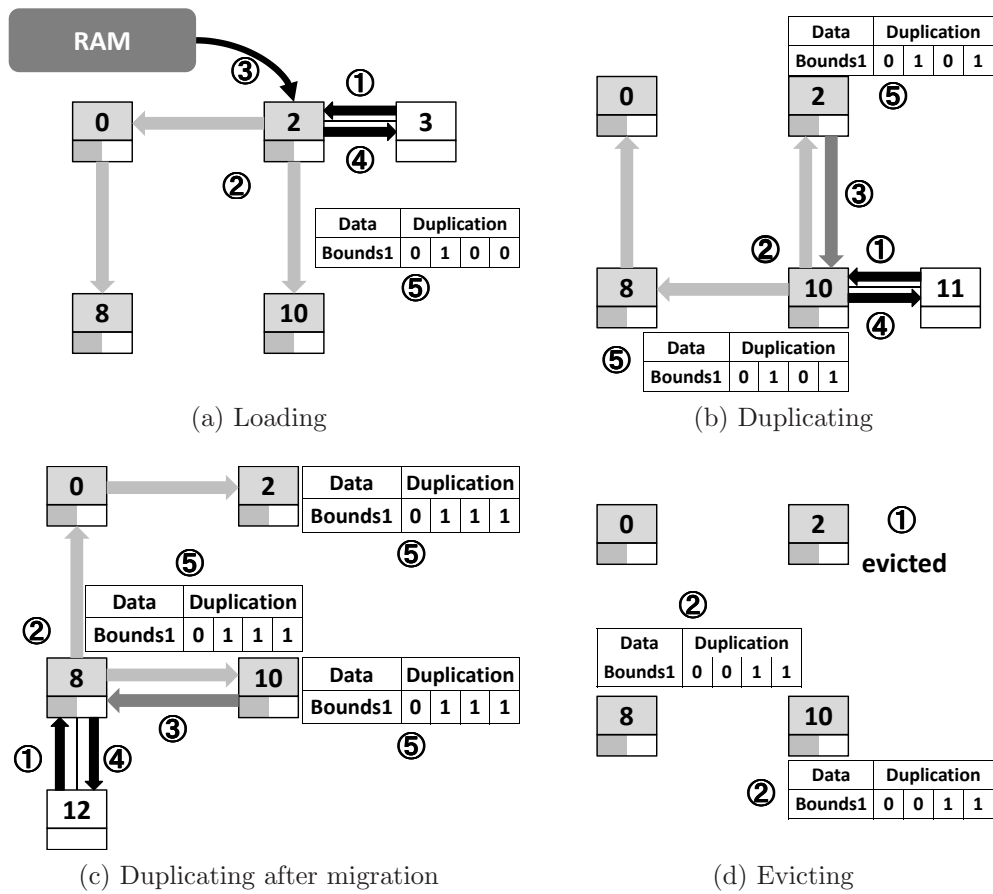 RAM
③
①
0
2
3
④
②
Data Duplication
Bounds1 0 1 0 0
⑤
8
10
(a) Loading
Data Duplication
Bounds1 0 1 0 1
⑤
0
2
③
②
①
8
10
11
④
⑤
Data Duplication
Bounds1 0 1 0 1
(b) Duplicating
0
2
Data Duplication
Bounds1 0 1 1 1
⑤
⑤
Data Duplication
Bounds1 0 1 1 1
②
8
10
Data Duplication
Bounds1 0 1 1 1
③
⑤
①
④
12
(c) Duplicating after migration
0
2
①
evicted
②
Data Duplication
Bounds1 0 0 1 1
8
10
②
Data Duplication
Bounds1 0 0 1 1
(d) Evicting